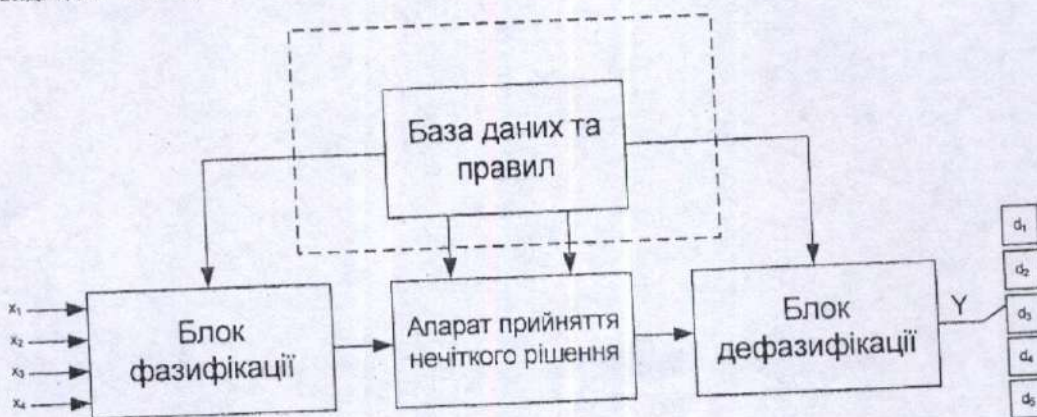 База даних та
правил
x₁
x₂
x₃
x₄
Блок
фазифікації
Апарат прийняття
нечіткого рішення
Блок
дефазифікації
Y
d₁
d₂
d₃
d₄
d₅